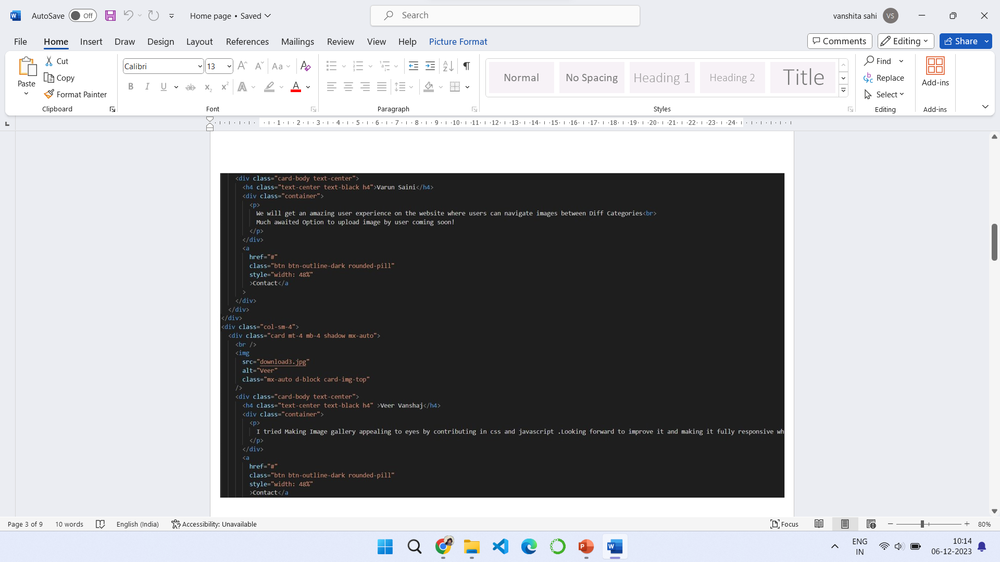 AutoSave Off Home page • Saved Search vanshita sahi VS
File Home Insert Draw Design Layout References Mailings Review View Help Picture Format Comments Editing Share
Paste Cut Copy Format Painter Clipboard
Calibri 13 Aa Font
Paragraph
Normal No Spacing Heading 1 Heading 2 Title Styles
Find Replace Select Editing
Add-ins Add-ins
1 2 3 4 5 6 7 8 9 10 11 12 13 14 15 16 17 18 19 20 21 22 23 24
<div class="card-body text-center">
<h4 class="text-center text-black h4">Varun Saini</h4>
<div class="container">
<p>
We will get an amazing user experience on the website where users can navigate images between Diff Categories<br>
Much awaited Option to upload image by user coming soon!
</p>
</div>
<a
href="#"
class="btn btn-outline-dark rounded-pill"
style="width: 48%"
>Contact</a
>
</div>
</div>
</div>
<div class="col-sm-4">
<div class="card mt-4 mb-4 shadow mx-auto">
<br />
<img
src="download3.jpg"
alt="Veer"
class="mx-auto d-block card-img-top"
/>
<div class="card-body text-center">
<h4 class="text-center text-black h4" >Veer Vanshaj</h4>
<div class="container">
<p>
I tried Making Image gallery appealing to eyes by contributing in css and javascript .Looking forward to improve it and making it fully responsive wh
</p>
</div>
<a
href="#"
class="btn btn-outline-dark rounded-pill"
style="width: 48%"
>Contact</a
Page 3 of 9 10 words English (India) Accessibility: Unavailable Focus 80%
ENG IN 10:14
06-12-2023